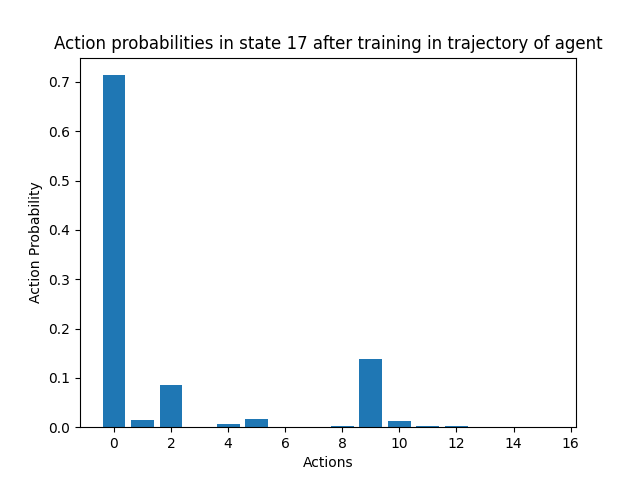 Action probabilities in state 17 after training in trajectory of agent
Action Probability
0.7
0.6
0.5
0.4
0.3
0.2
0.1
0.0
0 2 4 6 8 10 12 14 16
Actions